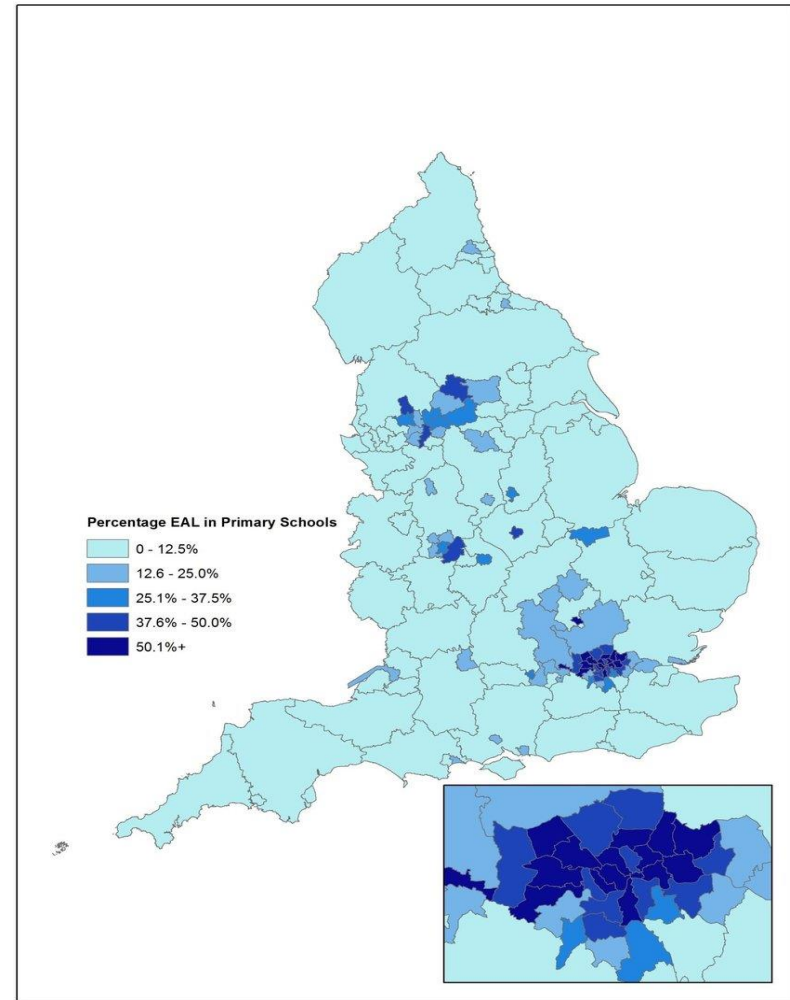 Percentage EAL in Primary Schools
0 - 12.5%
12.6 - 25.0%
25.1% - 37.5%
37.6% - 50.0%
50.1%+